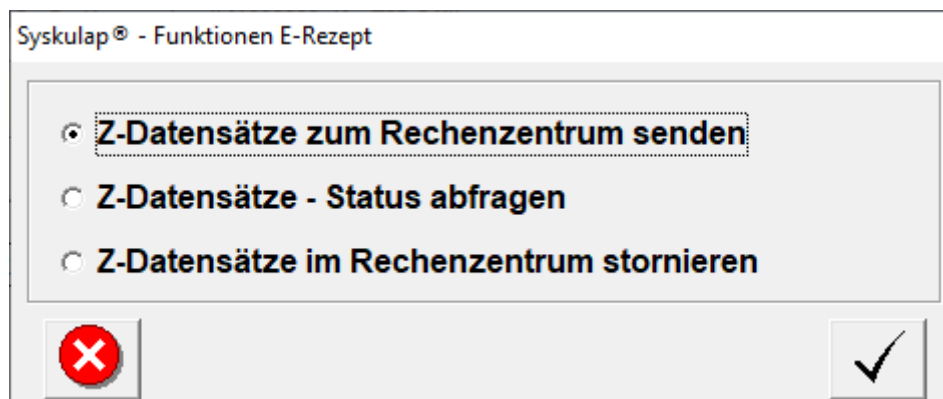 Syskulap® - Funktionen E-Rezept
Z-Datensätze zum Rechenzentrum senden
Z-Datensätze - Status abfragen
Z-Datensätze im Rechenzentrum stornieren